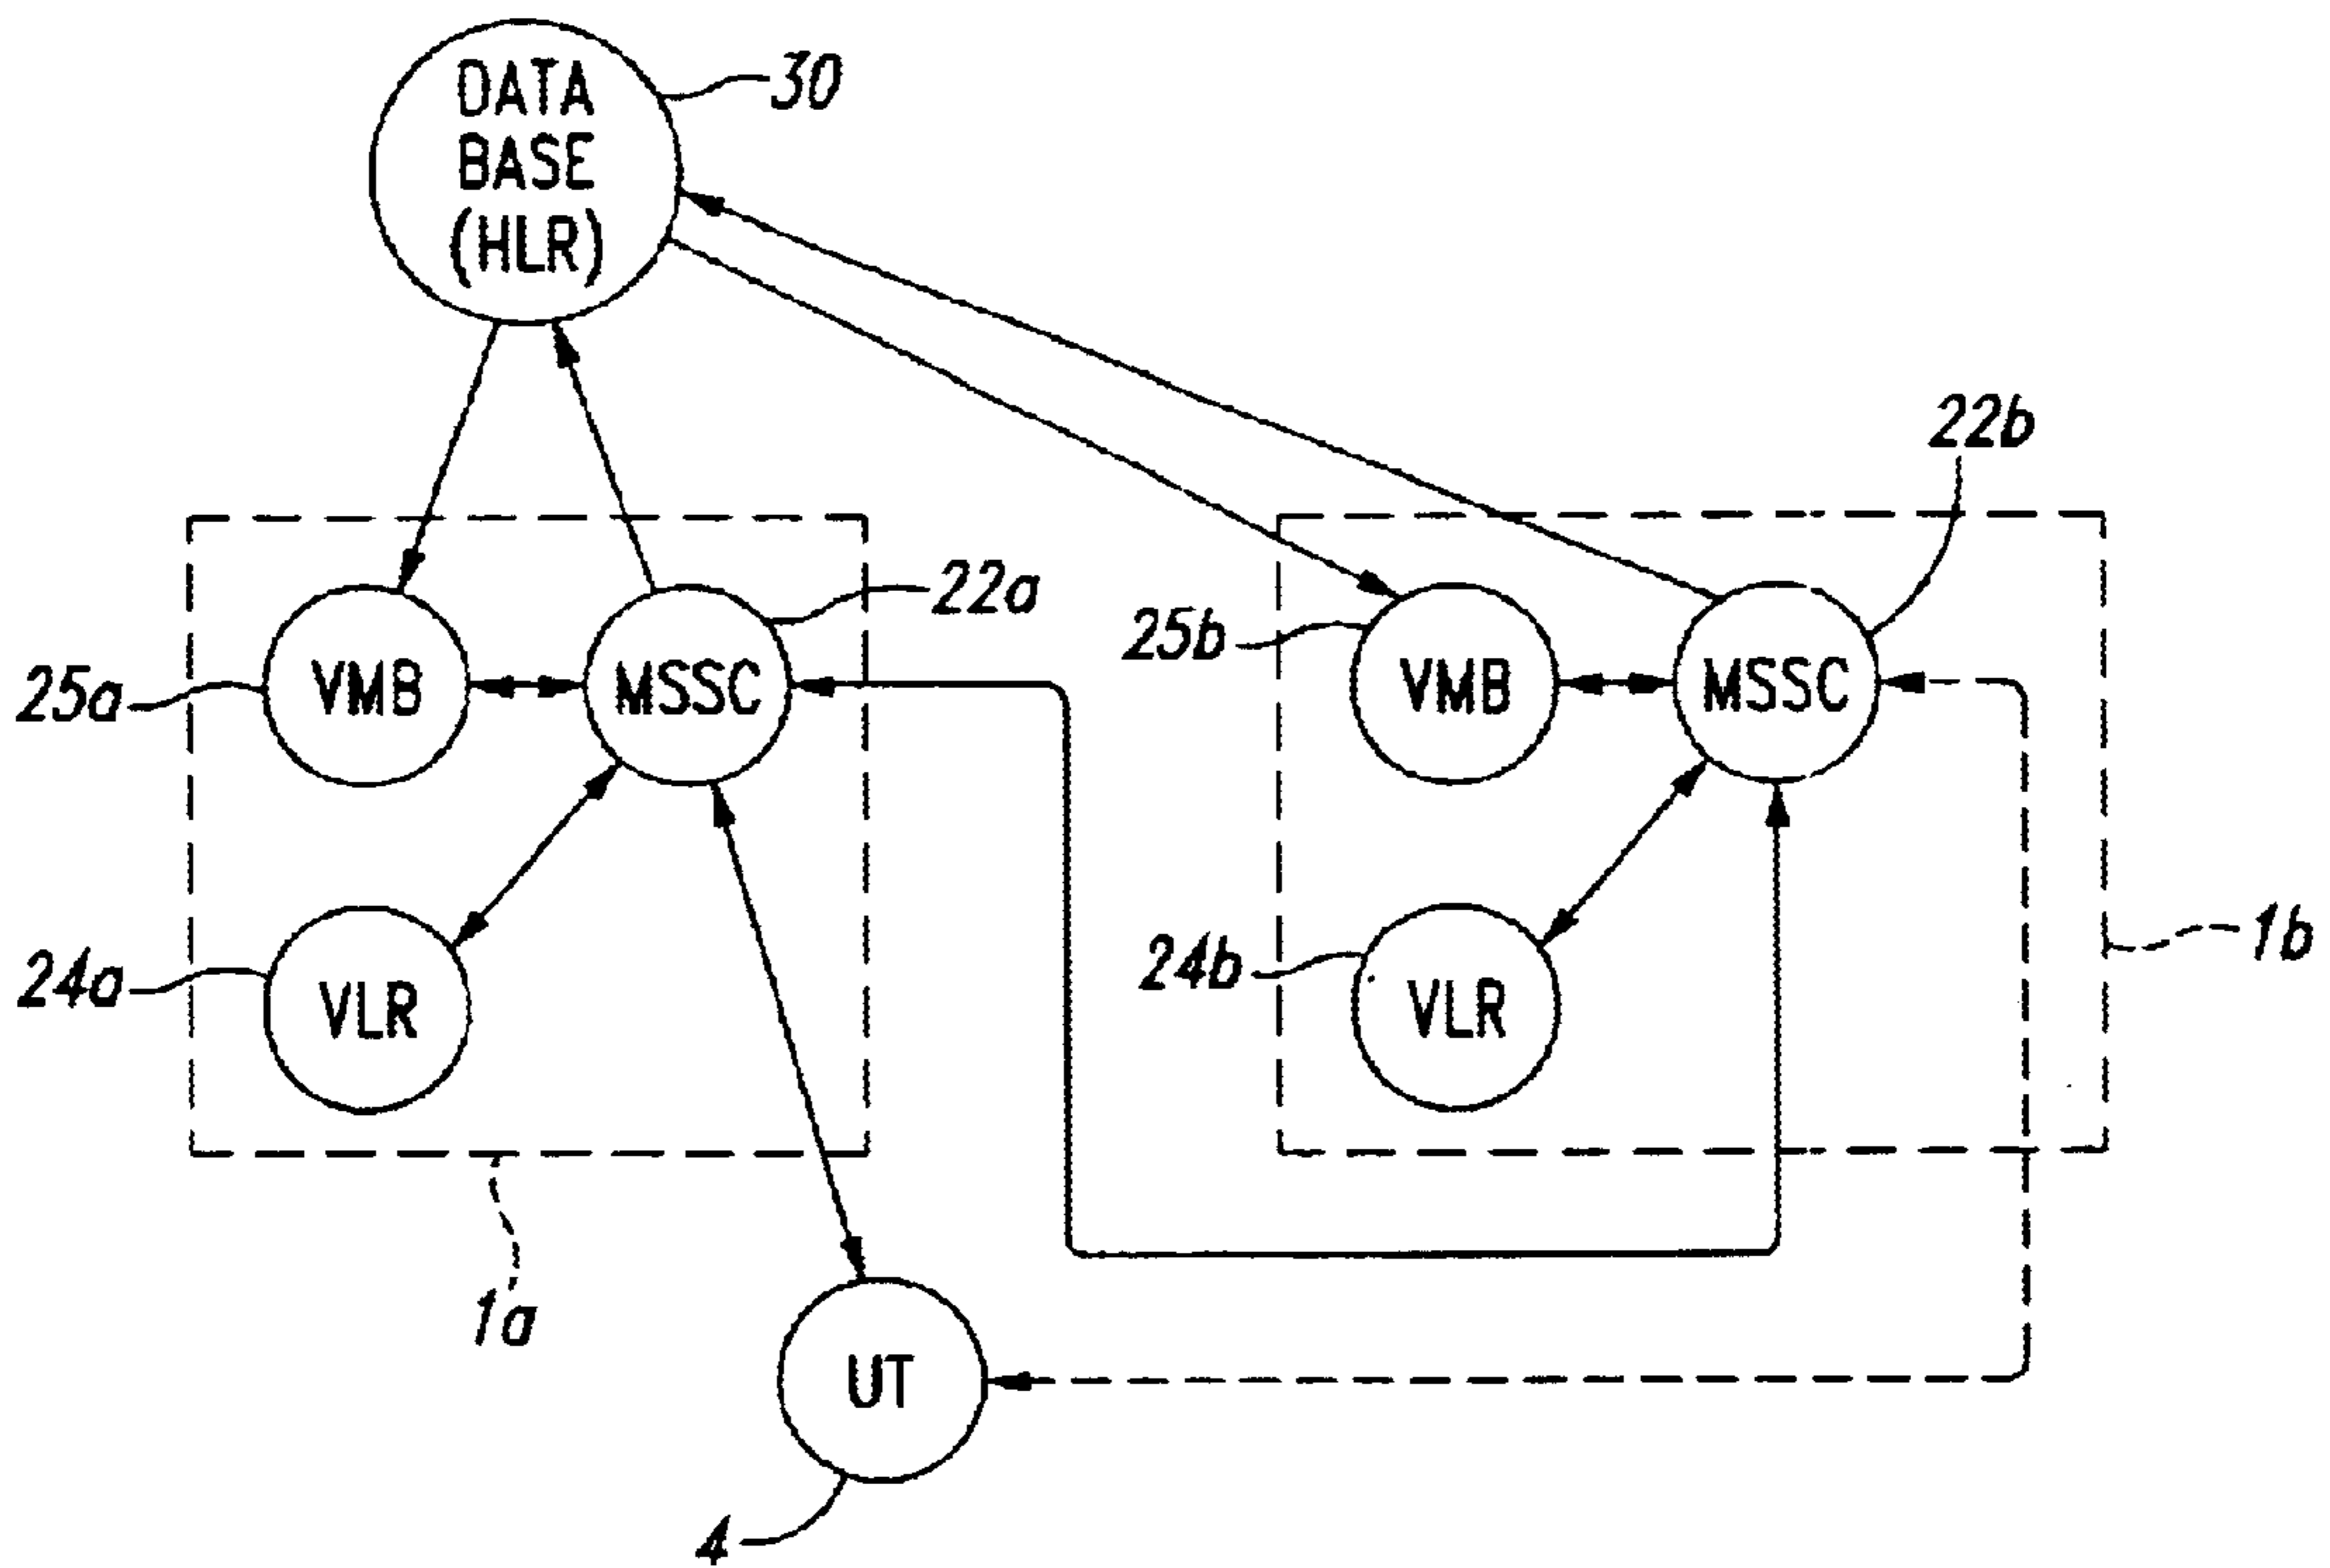 DATA
BASE
(HLR)
30
22b
22a
25b
25a
VMB
MSSC
VMB
MSSC
24a
VLR
24b
VLR
1b
1a
UT
4